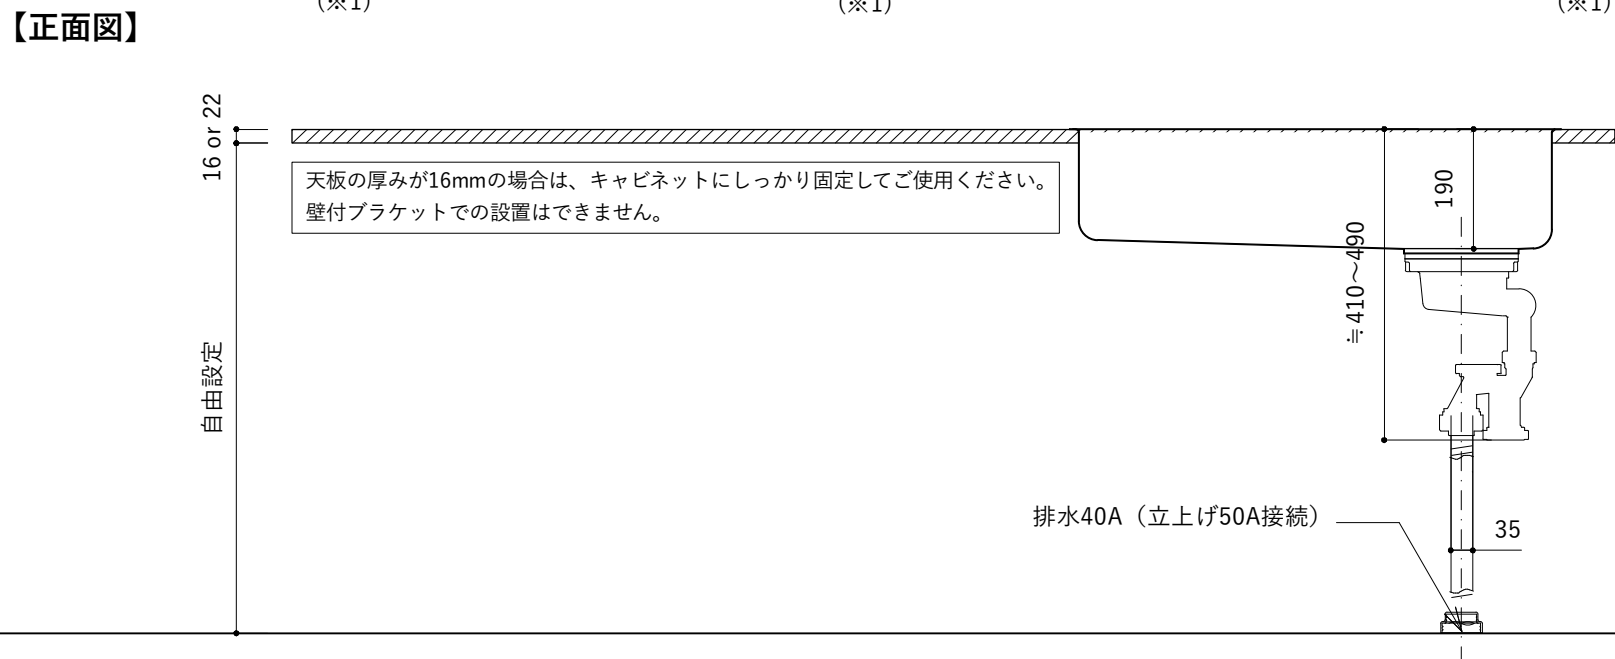 (※1)
(※1)
(※1)
【正面図】
16 or 22
天板の厚みが16mmの場合は、キャビネットにしっかり固定してご使用ください。
壁付ブラケットでの設置はできません。
190
≒410〜490
自由設定
排水40A（立上げ50A接続）
35